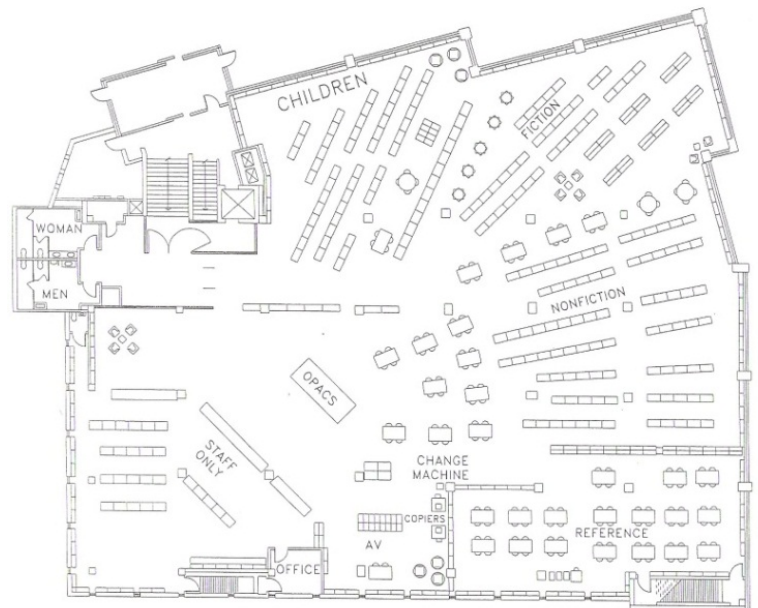 CHILDREN
FICTION
WOMAN
MEN
NONFICTION
OPACS
STAFF
ONLY
CHANGE
MACHINE
COPIERS
REFERENCE
AV
OFFICE